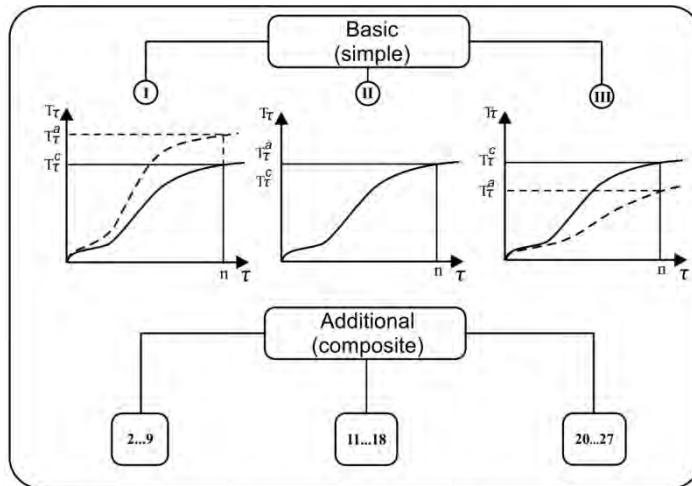 Basic
(simple)
I
II
III
Tτ
Tτᵃ
Tτᶜ
n
τ
Tτ
Tτᵃ
Tτᶜ
n
τ
Tτ
Tτᶜ
Tτᵃ
n
τ
Additional
(composite)
2...9
11...18
20...27